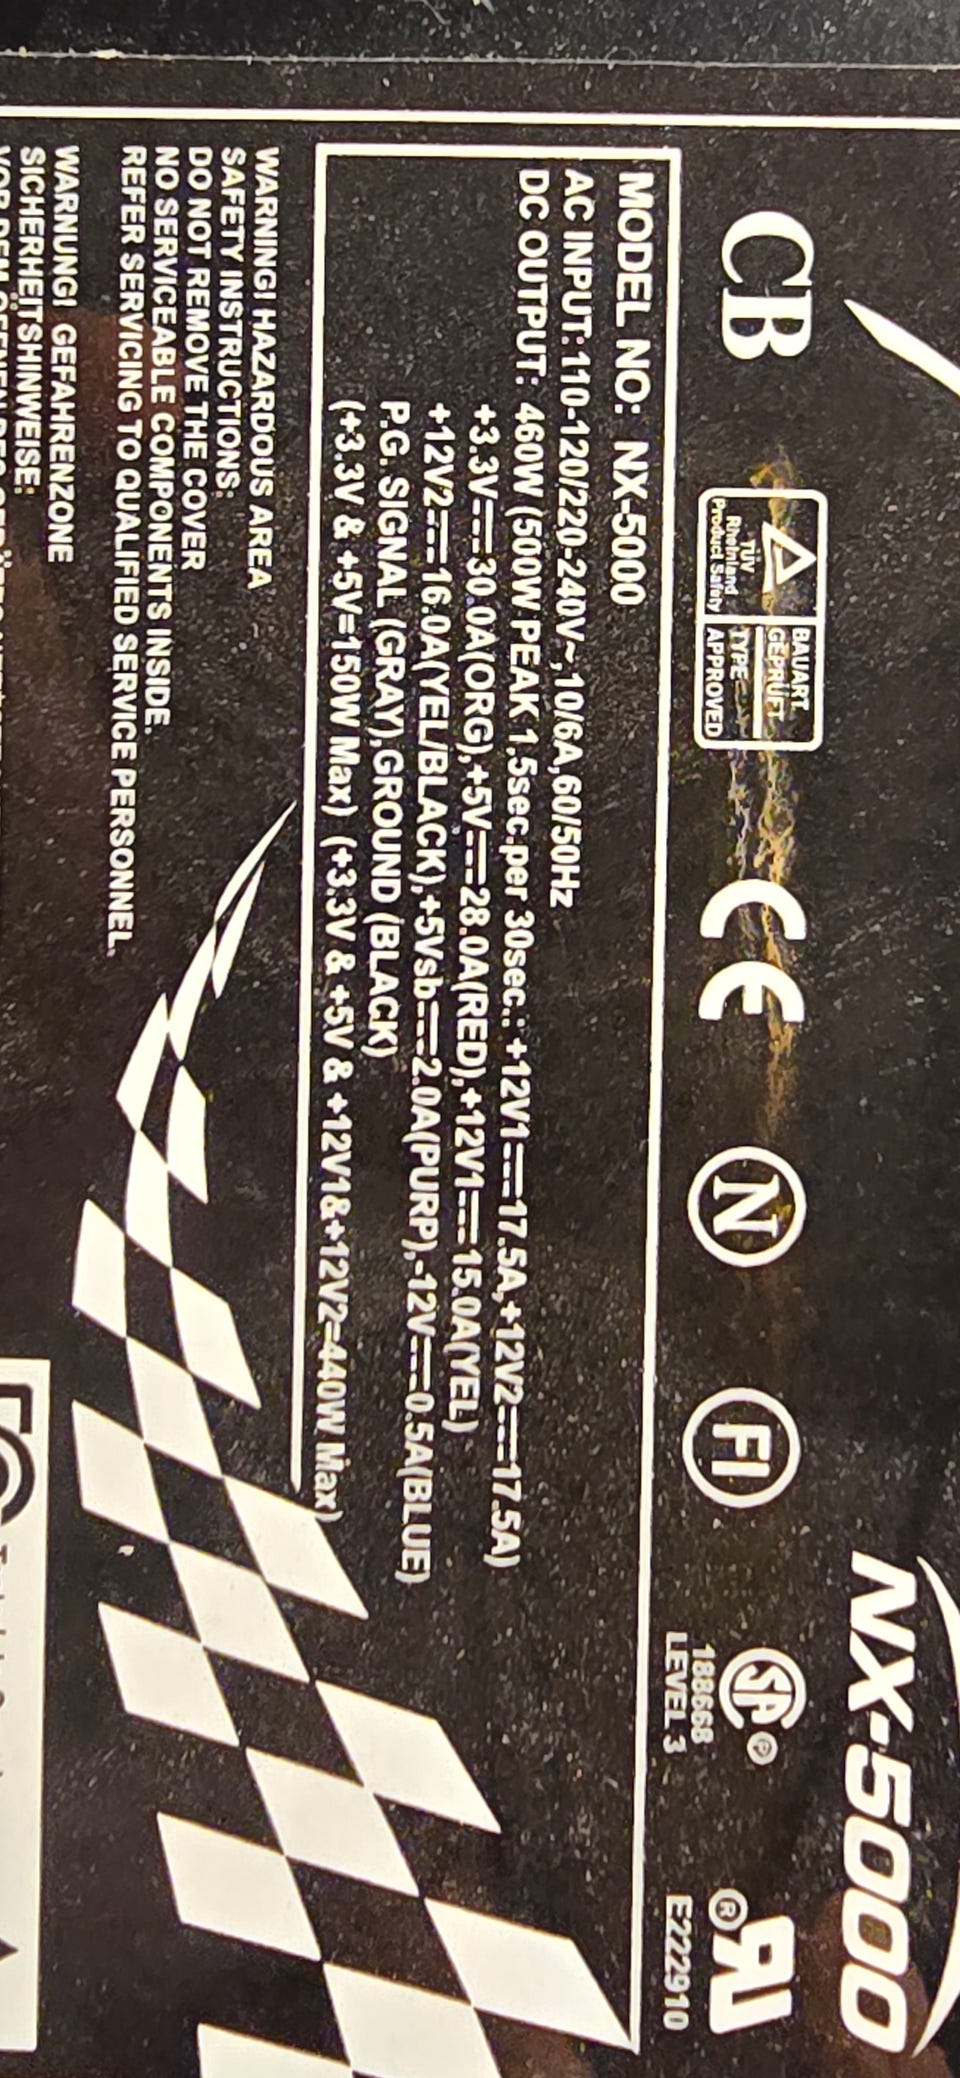 NX-5000
CB
TÜV
Rheinland
Product Safety
BAUART
GEPRÜFT
TYPE
APPROVED
CE
N
FI
SA
188668
LEVEL 3
®
E222910
MODEL NO: NX-5000
AC INPUT:110-120/220-240V~,10/6A,60/50Hz
DC OUTPUT: 460W (500W PEAK 1.5sec.per 30sec.: +12V1⎓17.5A,+12V2⎓17.5A)
+3.3V⎓30.0A(ORG),+5V⎓28.0A(RED),+12V1⎓15.0A(YEL)
+12V2⎓16.0A(YEL/BLACK),+5Vsb⎓2.0A(PURP),-12V⎓0.5A(BLUE)
P.G. SIGNAL (GRAY),GROUND (BLACK)
(+3.3V & +5V=150W Max) (+3.3V & +5V & +12V1&+12V2=440W Max)
WARNING! HAZARDOUS AREA
SAFETY INSTRUCTIONS:
DO NOT REMOVE THE COVER
NO SERVICEABLE COMPONENTS INSIDE.
REFER SERVICING TO QUALIFIED SERVICE PERSONNEL.
WARNUNG! GEFAHRENZONE
SICHERHEITSHINWEISE: